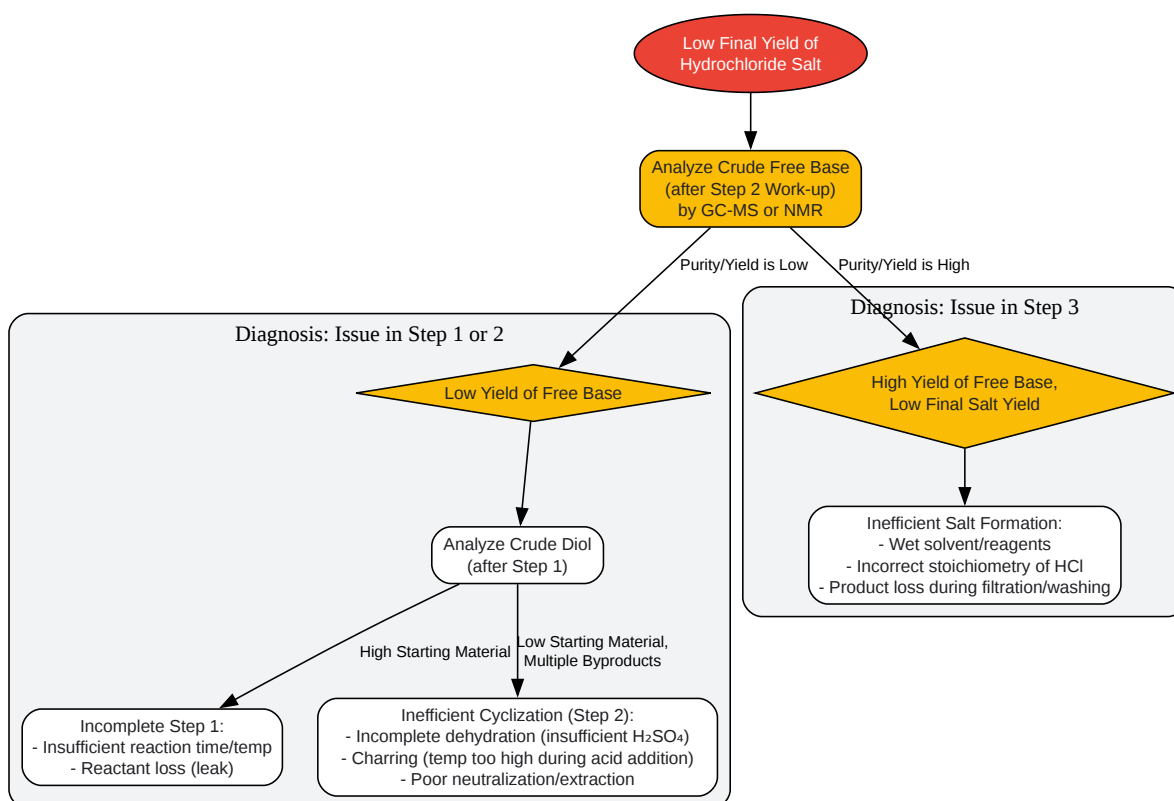 Low Final Yield of
Hydrochloride Salt
Analyze Crude Free Base
(after Step 2 Work-up)
by GC-MS or NMR
Purity/Yield is Low
Purity/Yield is High
Diagnosis: Issue in Step 1 or 2
Diagnosis: Issue in Step 3
Low Yield of Free Base
High Yield of Free Base,
Low Final Salt Yield
Analyze Crude Diol
(after Step 1)
Inefficient Salt Formation:
- Wet solvent/reagents
- Incorrect stoichiometry of HCl
- Product loss during filtration/washing
High Starting Material
Low Starting Material,
Multiple Byproducts
Incomplete Step 1:
- Insufficient reaction time/temp
- Reactant loss (leak)
Inefficient Cyclization (Step 2):
- Incomplete dehydration (insufficient H₂SO₄)
- Charring (temp too high during acid addition)
- Poor neutralization/extraction